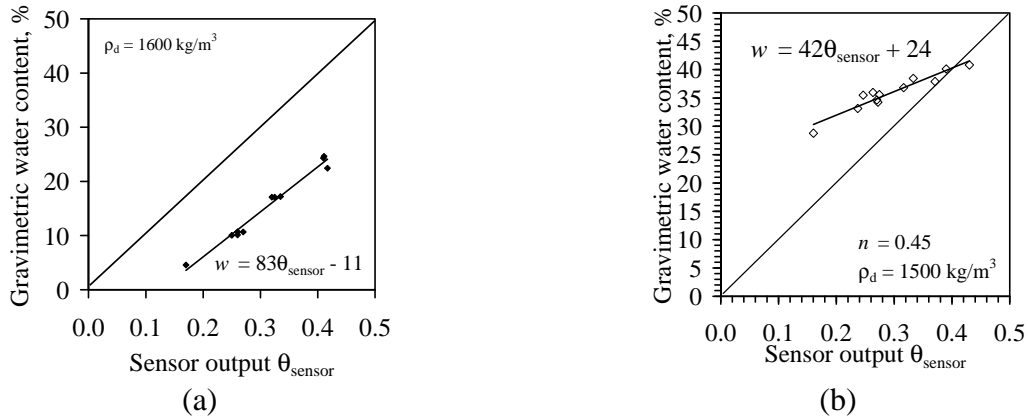 Gravimetric water content, %
50
40
30
20
10
0
ρd = 1600 kg/m³
w = 83θsensor - 11
0.0 0.1 0.2 0.3 0.4 0.5
Sensor output θsensor
(a)
Gravimetric water content, %
50
45
40
35
30
25
20
15
10
5
0
w = 42θsensor + 24
n = 0.45
ρd = 1500 kg/m³
0.0 0.1 0.2 0.3 0.4 0.5
Sensor output θsensor
(b)